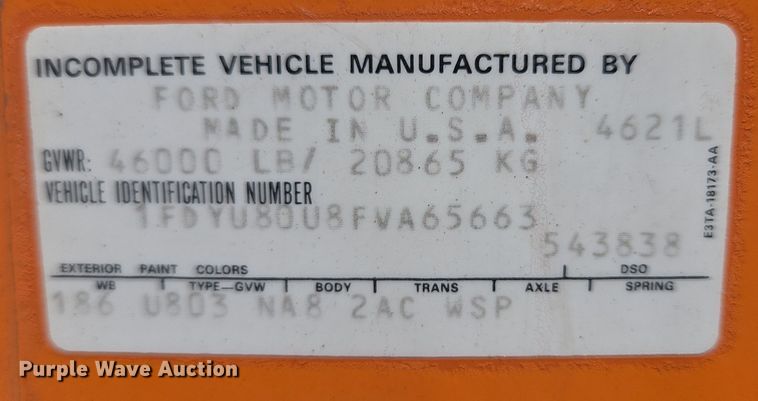 INCOMPLETE VEHICLE MANUFACTURED BY
FORD MOTOR COMPANY
MADE IN U.S.A. 4621L
GVWR: 46000 LB/ 20865 KG
VEHICLE IDENTIFICATION NUMBER
1FDYU80U8FVA65663
543838
E3TA-18173-AA
EXTERIOR PAINT COLORS DSO
WB TYPE-GVW BODY TRANS AXLE SPRING
186 U803 NA8 2AC WSP
Purple Wave Auction